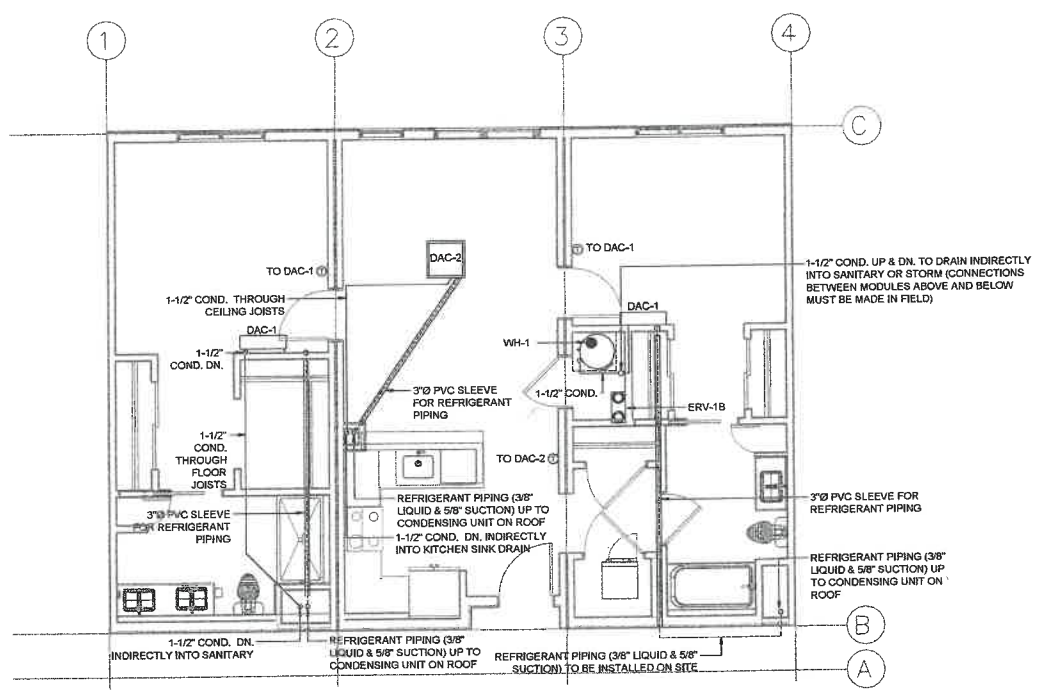 1
2
3
4
C
TO DAC-1
DAC-2
TO DAC-1
1-1/2" COND. UP & DN. TO DRAIN INDIRECTLY
INTO SANITARY OR STORM (CONNECTIONS
BETWEEN MODULES ABOVE AND BELOW
MUST BE MADE IN FIELD)
1-1/2" COND. THROUGH
CEILING JOISTS
DAC-1
DAC-1
1-1/2"
COND. DN.
WH-1
1-1/2" COND.
3"Ø PVC SLEEVE
FOR REFRIGERANT
PIPING
ERV-1B
1-1/2"
COND.
THROUGH
FLOOR
JOISTS
TO DAC-2
3"Ø PVC SLEEVE
FOR REFRIGERANT
PIPING
REFRIGERANT PIPING (3/8"
LIQUID & 5/8" SUCTION) UP TO
CONDENSING UNIT ON ROOF
1-1/2" COND. DN. INDIRECTLY
INTO KITCHEN SINK DRAIN
3"Ø PVC SLEEVE FOR
REFRIGERANT PIPING
REFRIGERANT PIPING (3/8"
LIQUID & 5/8" SUCTION) UP
TO CONDENSING UNIT ON
ROOF
B
1-1/2" COND. DN.
INDIRECTLY INTO SANITARY
REFRIGERANT PIPING (3/8"
LIQUID & 5/8" SUCTION) UP TO
CONDENSING UNIT ON ROOF
REFRIGERANT PIPING (3/8" LIQUID & 5/8"
SUCTION) TO BE INSTALLED ON SITE
A